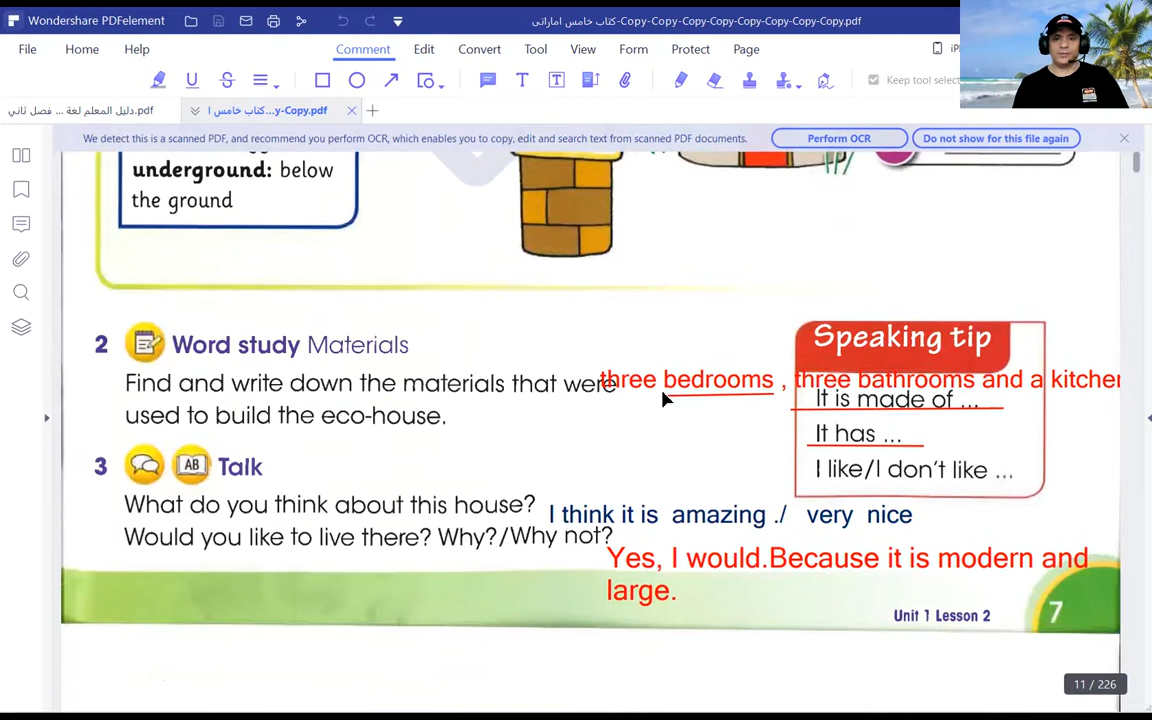 Wondershare PDFelement
كتاب خامس اماراتى-Copy-Copy-Copy-Copy-Copy-Copy-Copy.pdf
File Home Help Comment Edit Convert Tool View Form Protect Page
Keep tool selec
دليل المعلم لغة ... فصل ثاني.pdf
كتاب خامس ا...y-Copy.pdf
We detect this is a scanned PDF, and recommend you perform OCR, which enables you to copy, edit and search text from scanned PDF documents.
Perform OCR
Do not show for this file again
underground: below
the ground
2 Word study Materials
Find and write down the materials that were
used to build the eco-house.
three bedrooms , three bathrooms and a kitchen
Speaking tip
It is made of ...
It has ...
I like/I don't like ...
3 AB Talk
What do you think about this house?
I think it is amazing ./ very nice
Would you like to live there? Why?/Why not?
Yes, I would.Because it is modern and
large.
Unit 1 Lesson 2
7
11 / 226